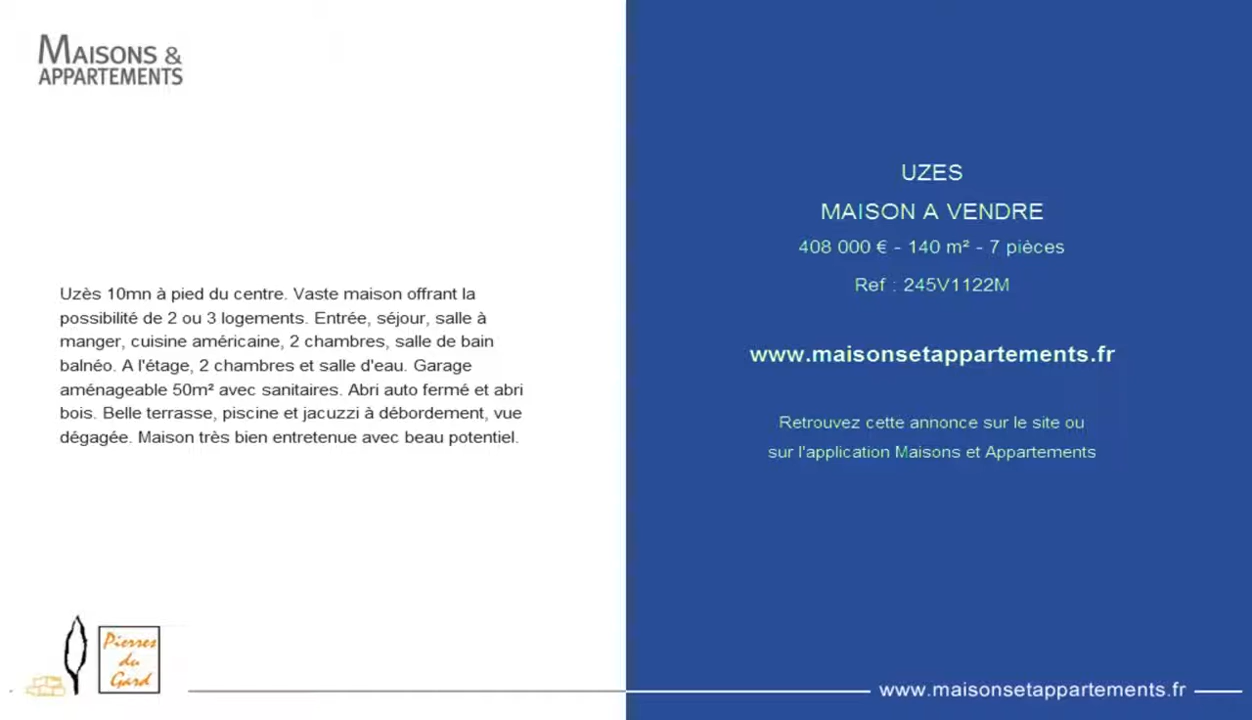 MAISONS &
APPARTEMENTS
Uzès 10mn à pied du centre. Vaste maison offrant la
possibilité de 2 ou 3 logements. Entrée, séjour, salle à
manger, cuisine américaine, 2 chambres, salle de bain
balnéo. A l'étage, 2 chambres et salle d'eau. Garage
aménageable 50m² avec sanitaires. Abri auto fermé et abri
bois. Belle terrasse, piscine et jacuzzi à débordement, vue
dégagée. Maison très bien entretenue avec beau potentiel.
Pierres
du
Gard
UZES
MAISON A VENDRE
408 000 € - 140 m² - 7 pièces
Ref : 245V1122M
www.maisonsetappartements.fr
Retrouvez cette annonce sur le site ou
sur l'application Maisons et Appartements
www.maisonsetappartements.fr